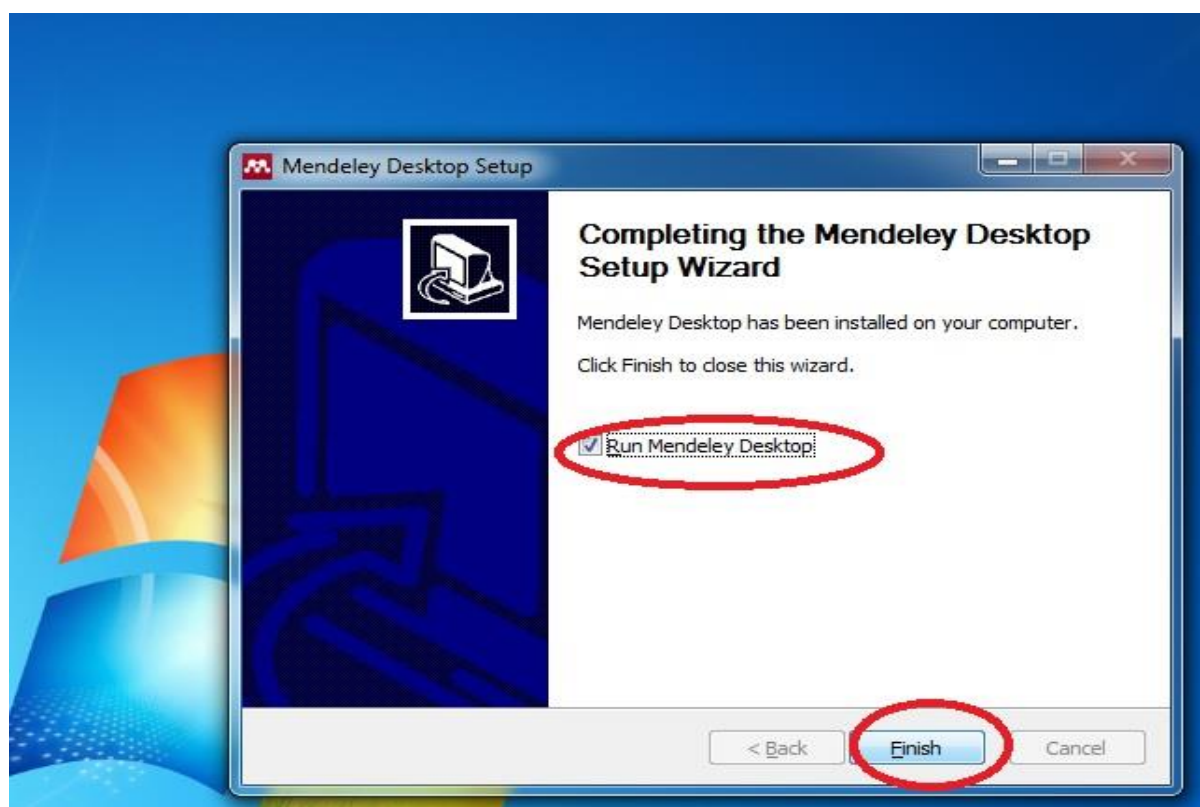 Mendeley Desktop Setup
Completing the Mendeley Desktop
Setup Wizard
Mendeley Desktop has been installed on your computer.
Click Finish to close this wizard.
Run Mendeley Desktop
< Back Finish Cancel